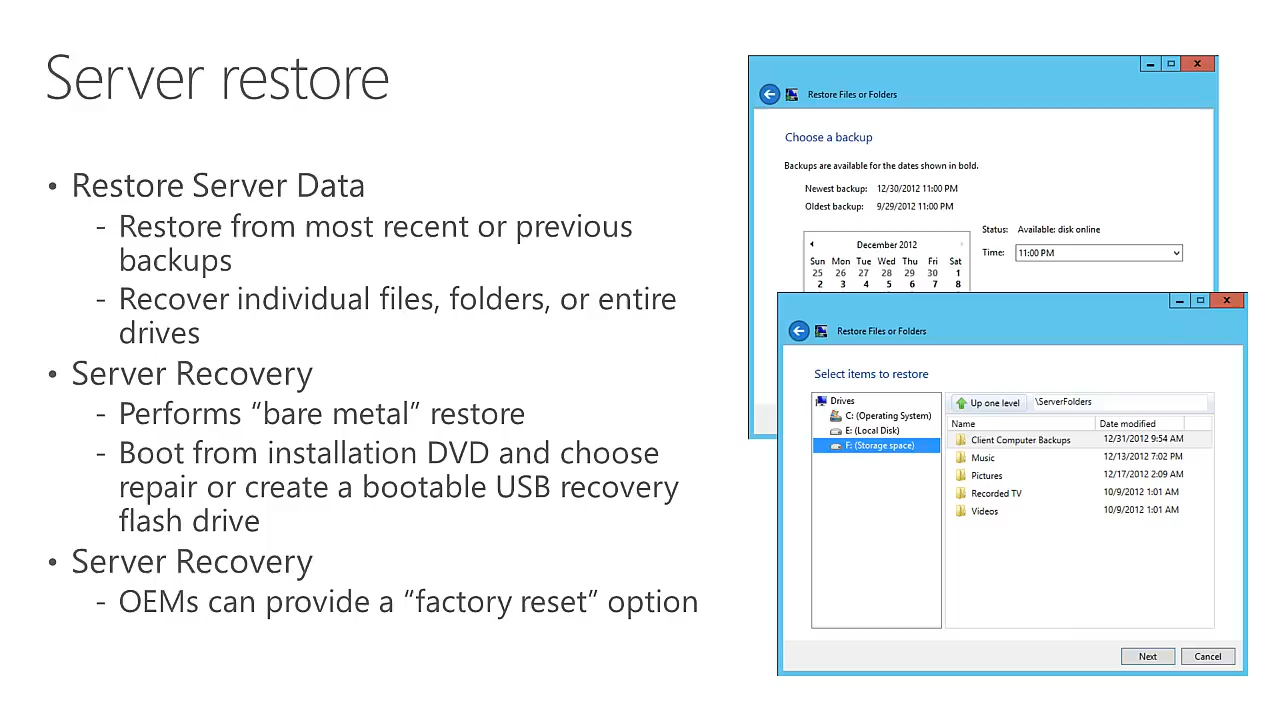 Server restore
• Restore Server Data
- Restore from most recent or previous
backups
- Recover individual files, folders, or entire
drives
• Server Recovery
- Performs “bare metal” restore
- Boot from installation DVD and choose
repair or create a bootable USB recovery
flash drive
• Server Recovery
- OEMs can provide a “factory reset” option
Restore Files or Folders
Choose a backup
Backups are available for the dates shown in bold.
Newest backup: 12/30/2012 11:00 PM
Oldest backup: 9/29/2012 11:00 PM
Status: Available: disk online
Time: 11:00 PM
December 2012
Sun Mon Tue Wed Thu Fri Sat
25 26 27 28 29 30 1
2 3 4 5 6 7 8
Restore Files or Folders
Select items to restore
Drives
C: (Operating System)
E: (Local Disk)
F: (Storage space)
Up one level \ServerFolders
Name Date modified
Client Computer Backups 12/31/2012 9:54 AM
Music 12/13/2012 7:02 PM
Pictures 12/17/2012 2:09 AM
Recorded TV 10/9/2012 1:01 AM
Videos 10/9/2012 1:01 AM
Next Cancel